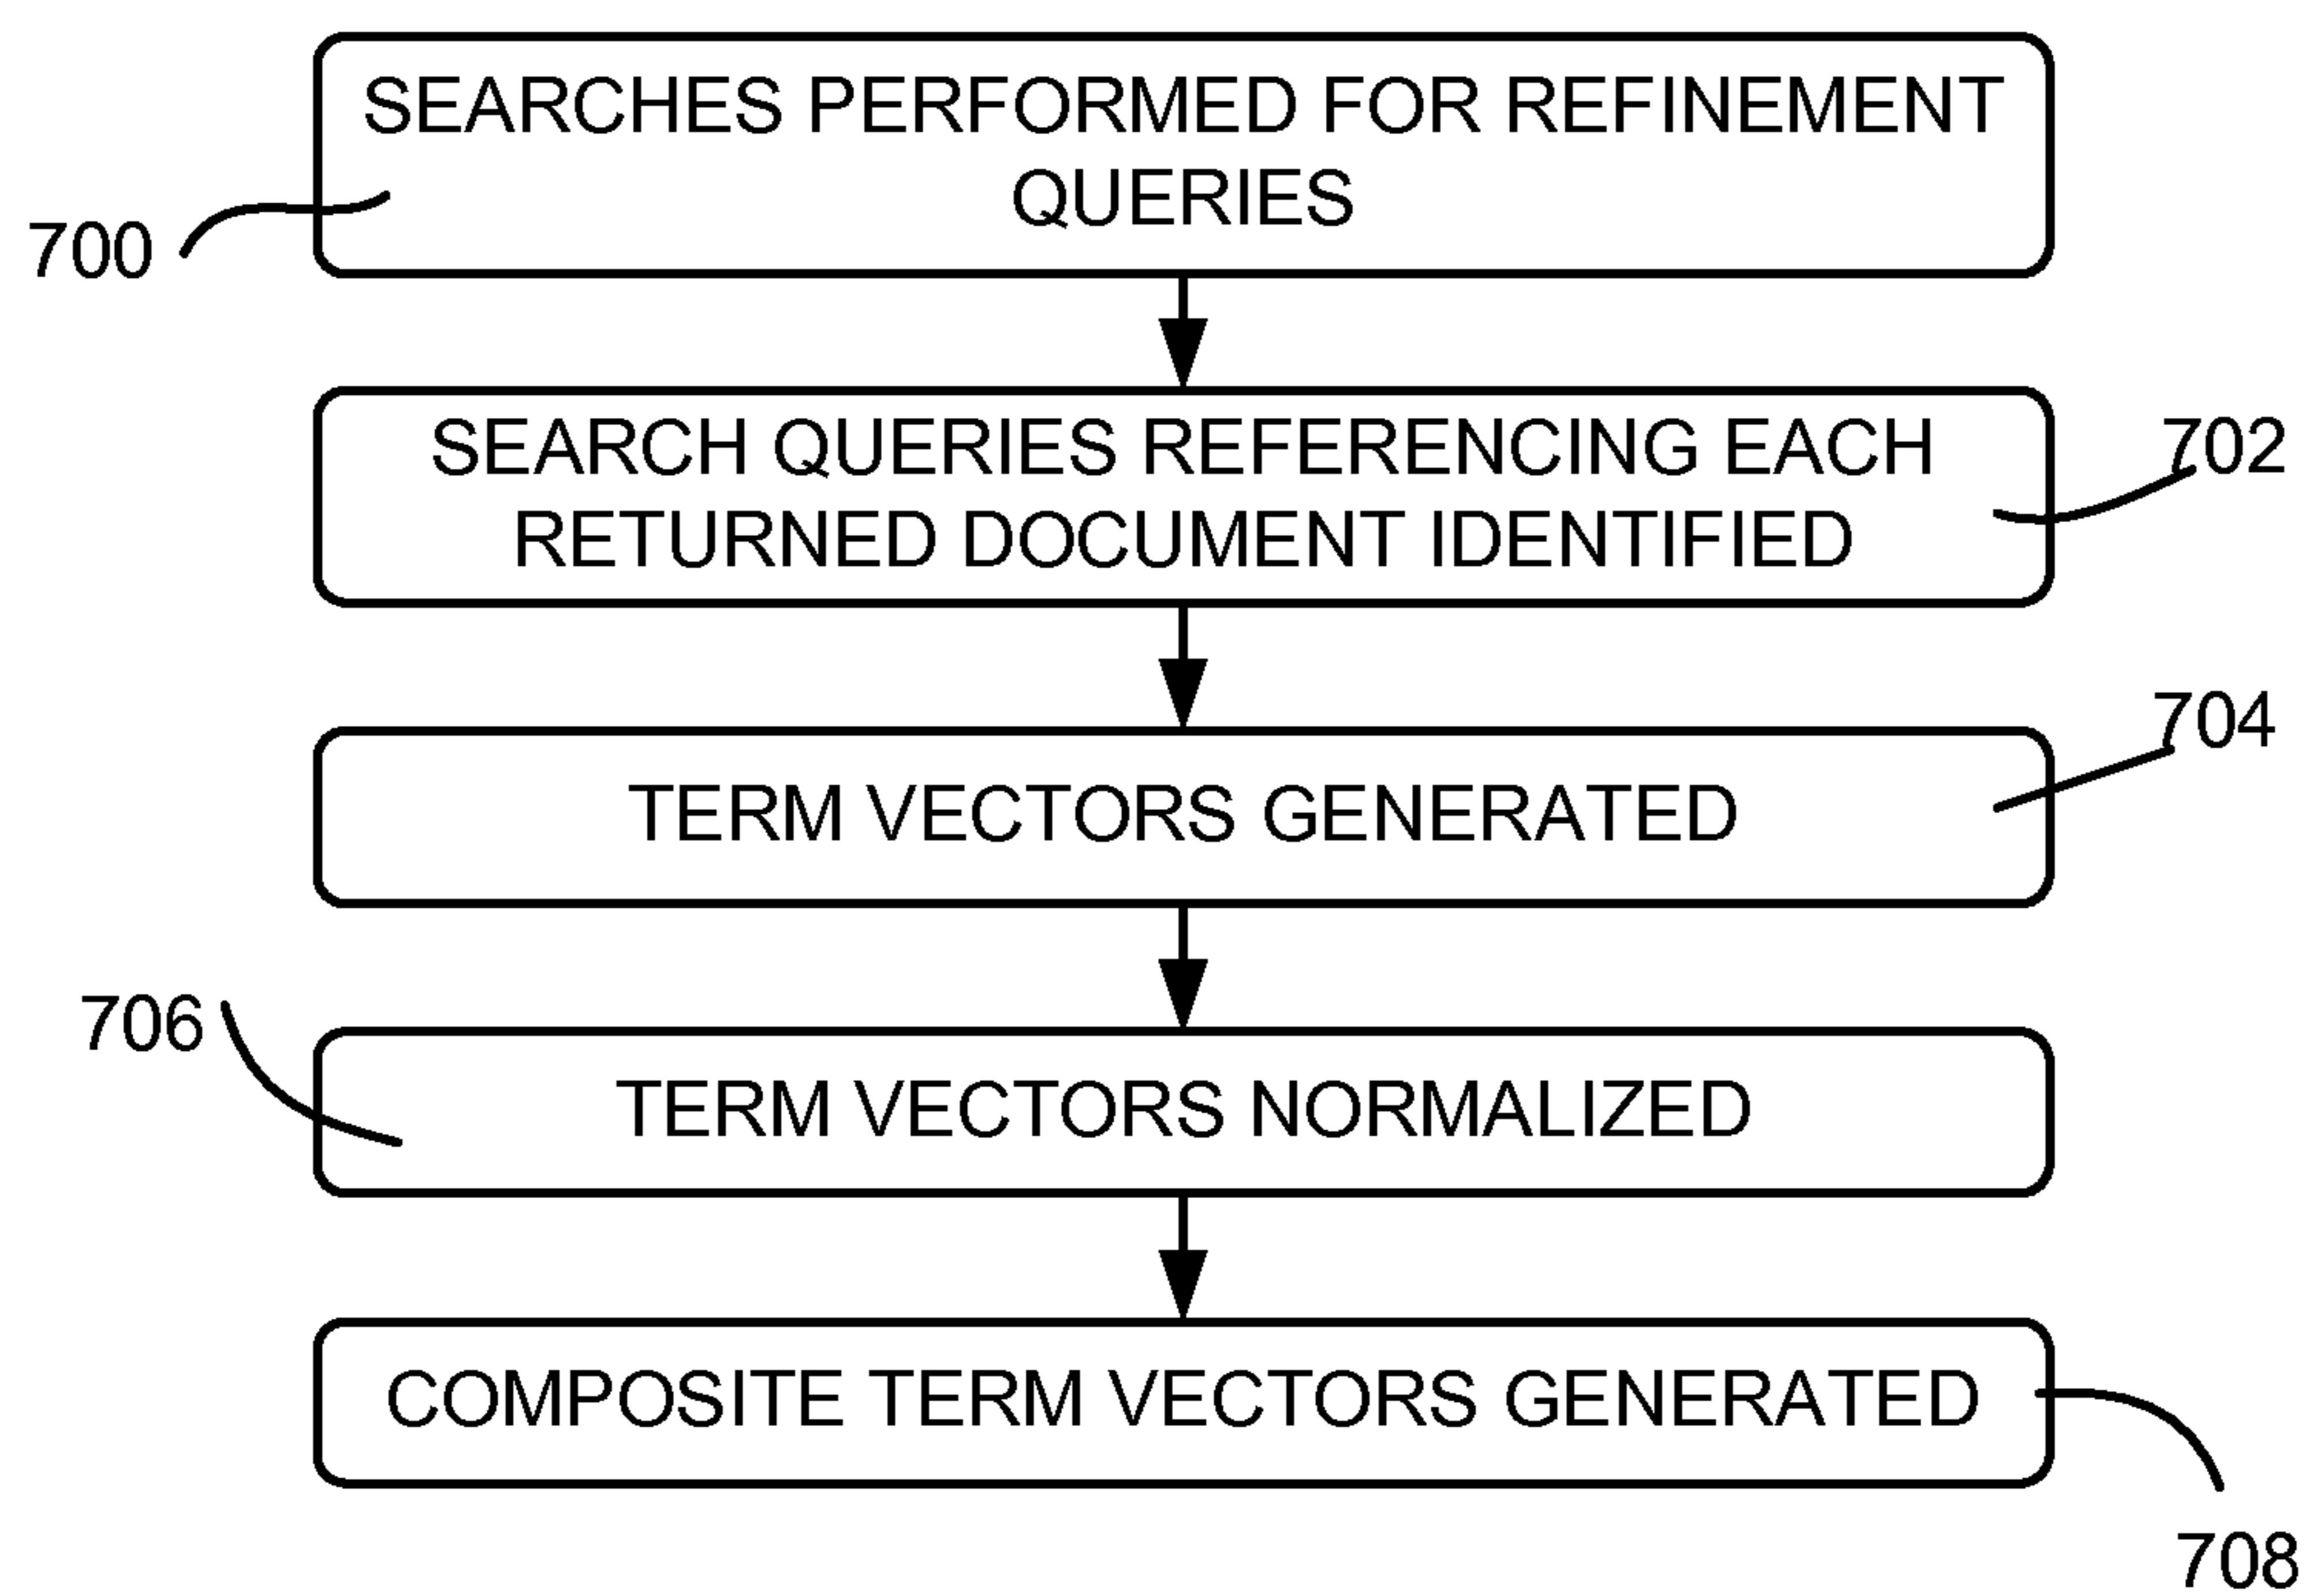 SEARCHES PERFORMED FOR REFINEMENT
QUERIES
700
SEARCH QUERIES REFERENCING EACH
RETURNED DOCUMENT IDENTIFIED
702
TERM VECTORS GENERATED
704
706
TERM VECTORS NORMALIZED
COMPOSITE TERM VECTORS GENERATED
708